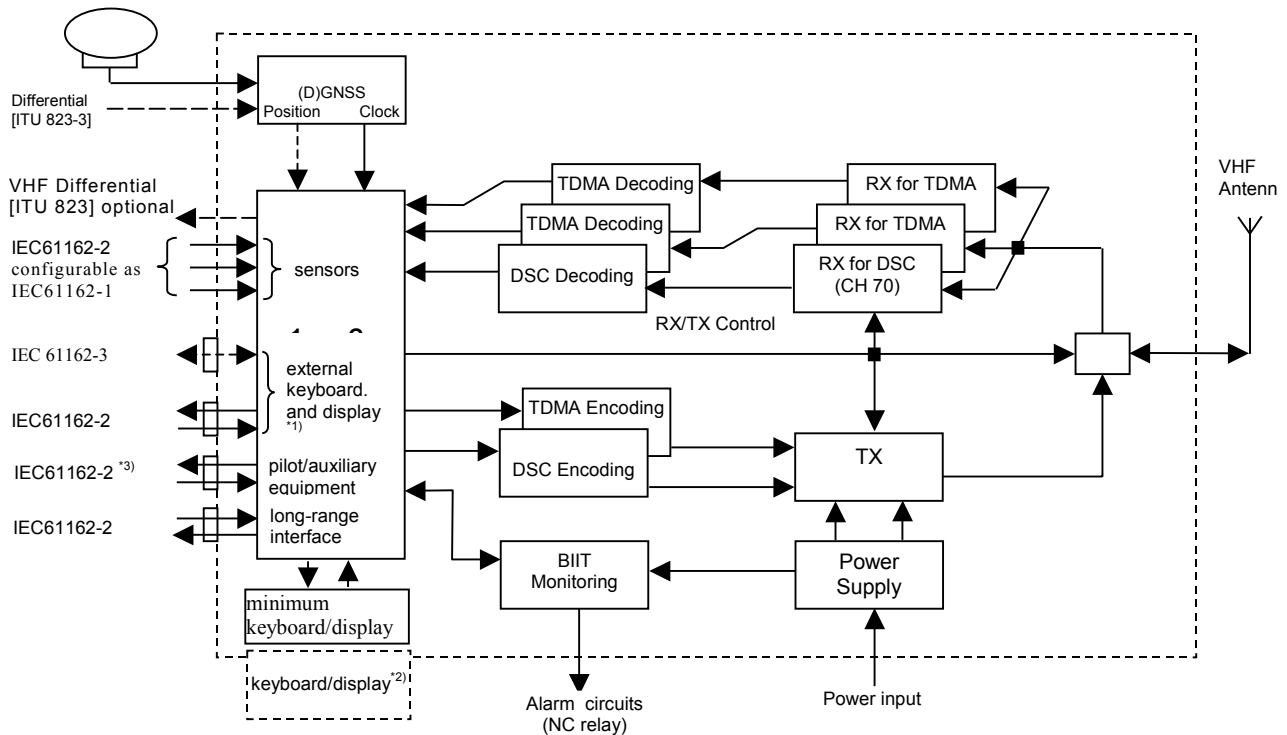 (D)GNSS
Position Clock
Differential
[ITU 823-3]
VHF Differential
[ITU 823] optional
IEC61162-2
configurable as
IEC61162-1
sensors
IEC 61162-3
external
keyboard.
and display
*1)
IEC61162-2
IEC61162-2 *3)
pilot/auxiliary
equipment
IEC61162-2
long-range
interface
minimum
keyboard/display
keyboard/display*2)
TDMA Decoding
TDMA Decoding
DSC Decoding
RX for TDMA
RX for TDMA
RX for DSC
(CH 70)
RX/TX Control
VHF
Antenn
TDMA Encoding
DSC Encoding
TX
BIIT
Monitoring
Power
Supply
Alarm circuits
(NC relay)
Power input